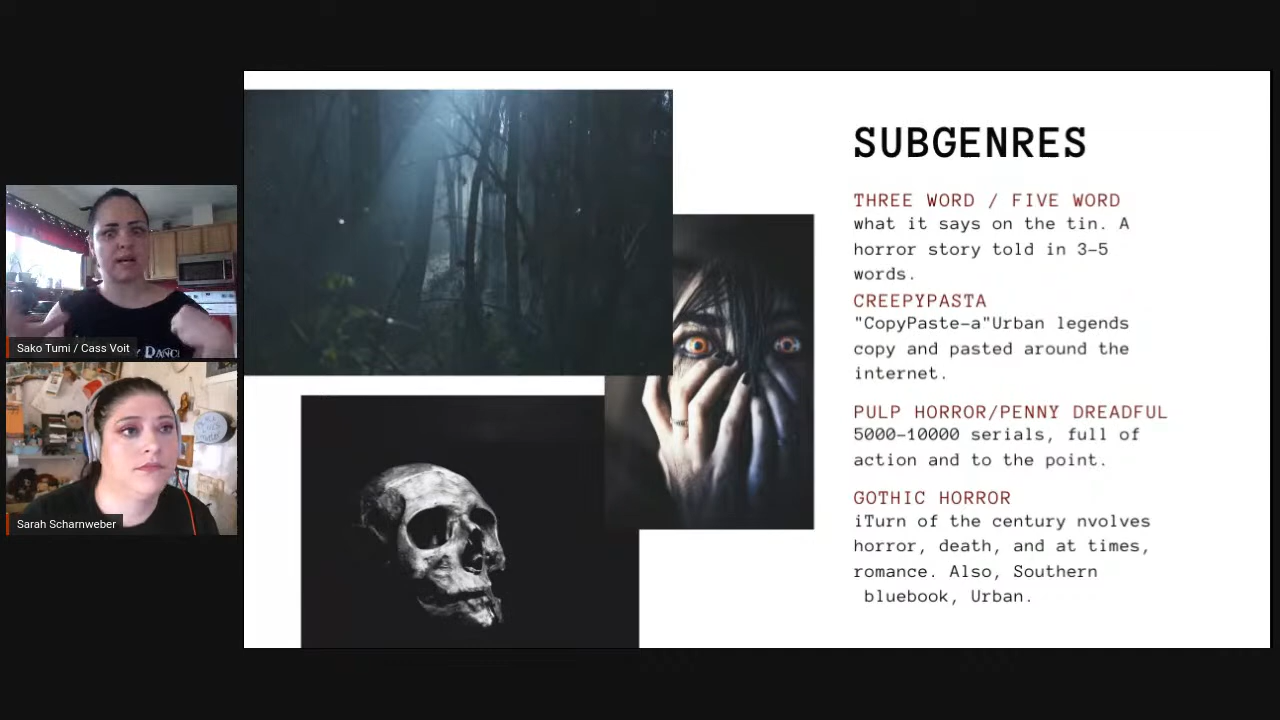 SUBGENRES
THREE WORD / FIVE WORD
what it says on the tin. A
horror story told in 3-5
words.
CREEPYPASTA
"CopyPaste-a"Urban legends
copy and pasted around the
internet.
PULP HORROR/PENNY DREADFUL
5000-10000 serials, full of
action and to the point.
GOTHIC HORROR
iTurn of the century nvolves
horror, death, and at times,
romance. Also, Southern
bluebook, Urban.
Sako Tumi / Cass Voit
Sarah Scharnweber